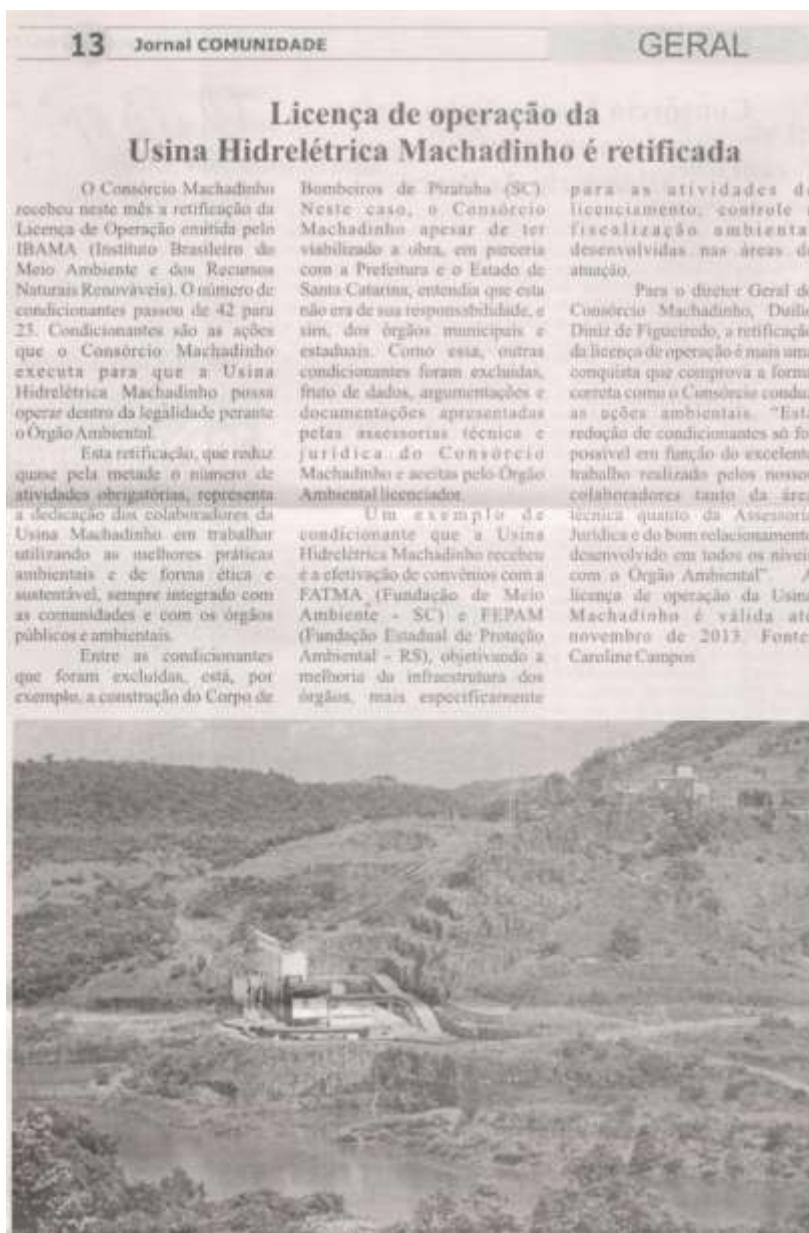 13 Jornal COMUNIDADE
GERAL
Licença de operação da
Usina Hidrelétrica Machadinho é retificada
O Consórcio Machadinho
recebeu neste mês a retificação da
Licença de Operação emitida pelo
IBAMA (Instituto Brasileiro do
Meio Ambiente e dos Recursos
Naturais Renováveis). O número de
condicionantes passou de 42 para
23. Condicionantes são as ações
que o Consórcio Machadinho
executa para que a Usina
Hidrelétrica Machadinho possa
operar dentro da legalidade perante
o Órgão Ambiental.
Esta retificação, que reduz
quase pela metade o número de
atividades obrigatórias, representa
a dedicação dos colaboradores da
Usina Machadinho em trabalhar
utilizando as melhores práticas
ambientais e de forma ética e
sustentável, sempre integrado com
as comunidades e com os órgãos
públicos e ambientais.
Entre as condicionantes
que foram excluídas, está, por
exemplo, a construção do Corpo de
Bombeiros de Piratuba (SC).
Neste caso, o Consórcio
Machadinho apesar de ter
viabilizado a obra, em parceria
com a Prefeitura e o Estado de
Santa Catarina, entendia que esta
não era de sua responsabilidade, e
sim, dos órgãos municipais e
estaduais. Como essa, outras
condicionantes foram excluídas,
fruto de dados, argumentações e
documentações apresentadas
pelas assessorias técnica e
jurídica do Consórcio
Machadinho e aceitas pelo Órgão
Ambiental licenciador.
Um exemplo de
condicionante que a Usina
Hidrelétrica Machadinho recebeu
é a efetivação de convênios com a
FATMA (Fundação de Meio
Ambiente - SC) e FEPAM
(Fundação Estadual de Proteção
Ambiental - RS), objetivando a
melhoria da infraestrutura dos
órgãos, mais especificamente
para as atividades d
licenciamento, controle
fiscalização ambienta
desenvolvidas nas áreas d
atuação.
Para o diretor Geral do
Consórcio Machadinho, Duíli
Diniz de Figueiredo, a retificação
da licença de operação é mais uma
conquista que comprova a forma
correta como o Consórcio condu
as ações ambientais. “Est
redução de condicionantes só fo
possível em função do excelent
trabalho realizado pelos nosso
colaboradores tanto da áre
técnica quanto da Assessori
Jurídica e do bom relacionamento
desenvolvido em todos os nívei
com o Órgão Ambiental”. A
licença de operação da Usin
Machadinho é válida at
novembro de 2013. Fonte
Caroline Campos